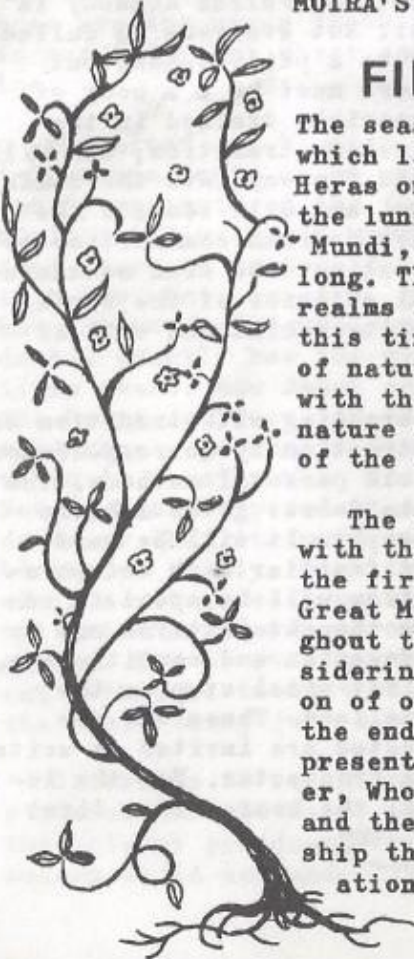 MOIRA'S
FI
The sea
which l
Heras o
the lun
Mundi,
long. T
realms
this ti
of natu
with th
nature
of the
The
with th
the fir
Great M
ghout t
sidering
on of o
the end
present
er, Who
and the
ship th
ation